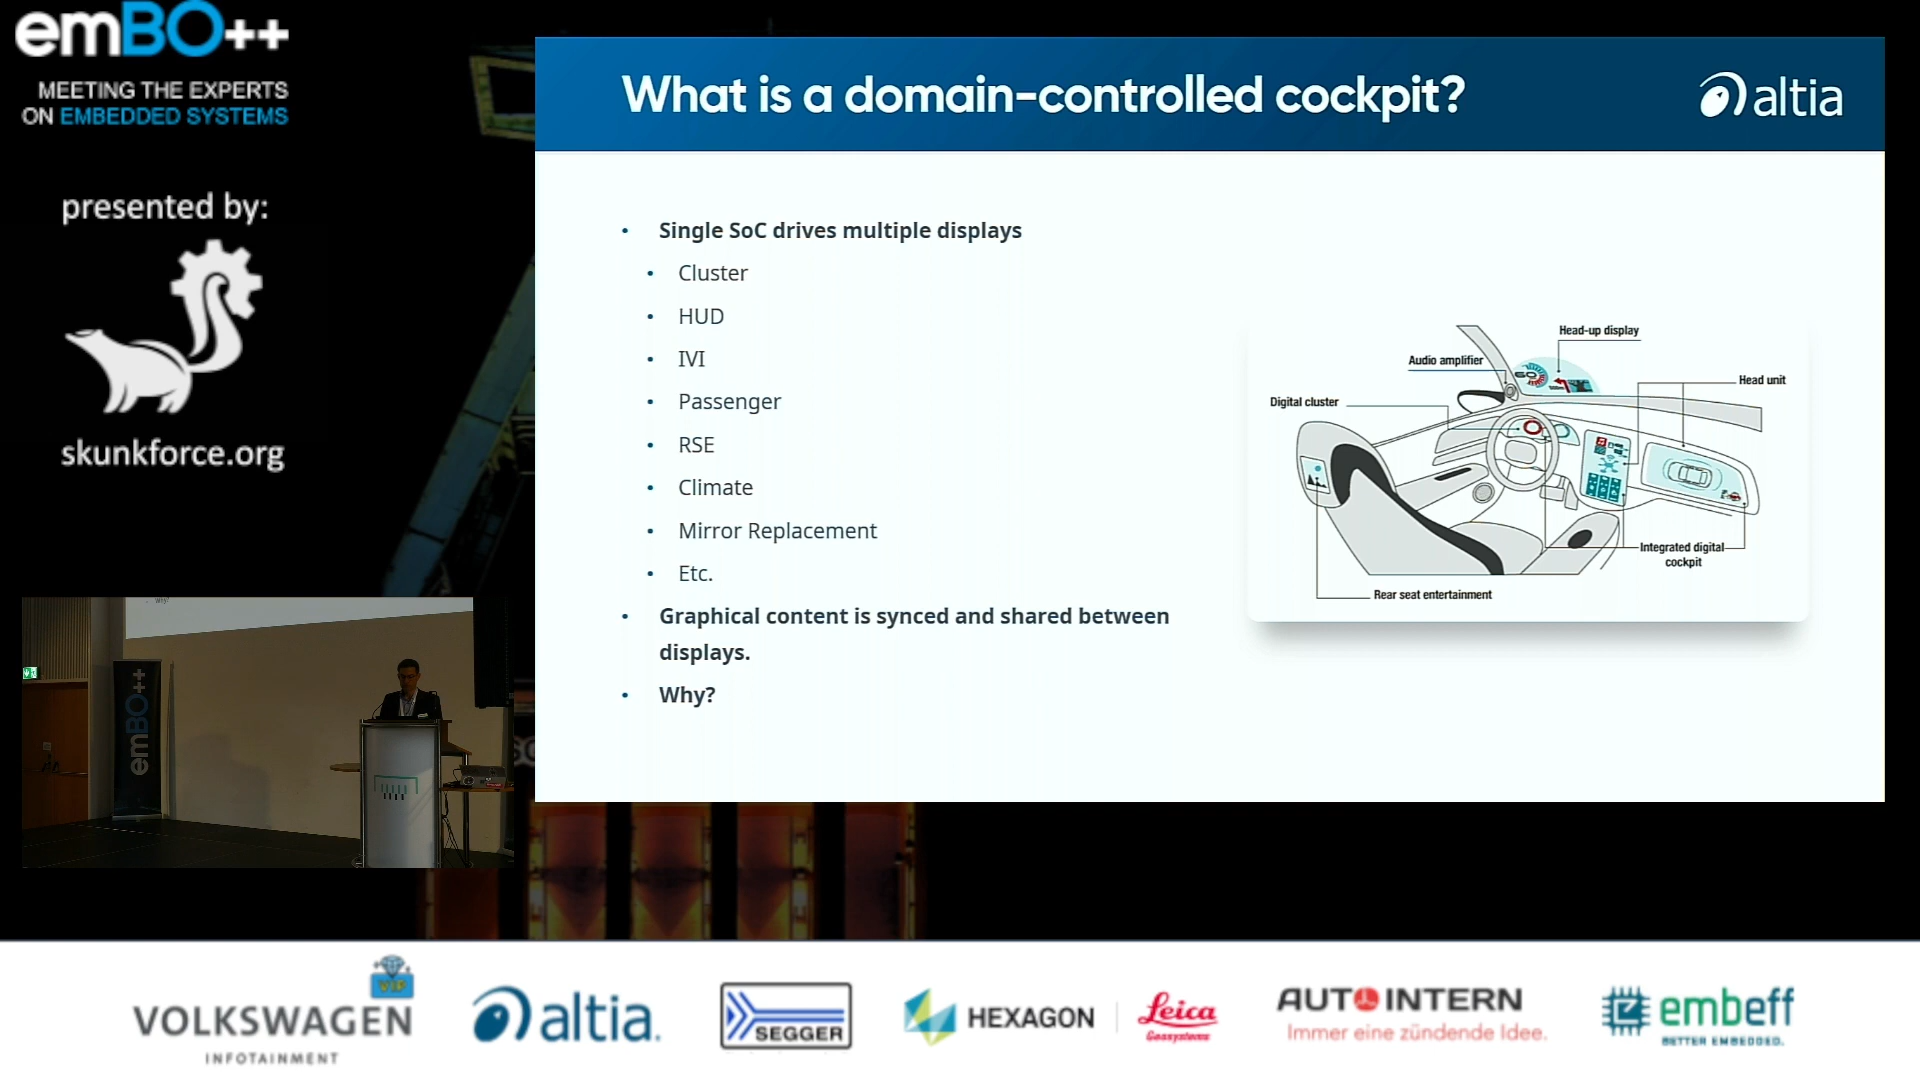 emBO++
MEETING THE EXPERTS
ON EMBEDDED SYSTEMS
presented by:
skunkforce.org
What is a domain-controlled cockpit?
altia
• Single SoC drives multiple displays
• Cluster
• HUD
• IVI
• Passenger
• RSE
• Climate
• Mirror Replacement
• Etc.
• Graphical content is synced and shared between
displays.
• Why?
Head-up display
Audio amplifier
Head unit
Digital cluster
Integrated digital
cockpit
Rear seat entertainment
Why?
emBO++
VIP
VOLKSWAGEN
INFOTAINMENT
altia.
SEGGER
HEXAGON
Leica
Geosystems
AUTOINTERN
Immer eine zündende Idee.
embeff
BETTER EMBEDDED.